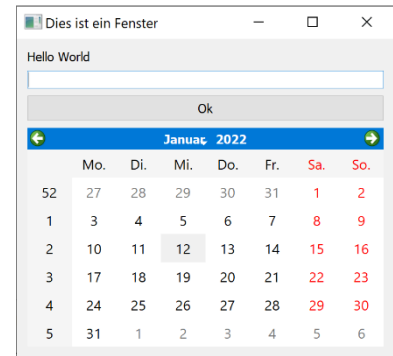 Dies ist ein Fenster
Hello World
Ok
Januar, 2022
Mo. Di. Mi. Do. Fr. Sa. So.
52 27 28 29 30 31 1 2
1 3 4 5 6 7 8 9
2 10 11 12 13 14 15 16
3 17 18 19 20 21 22 23
4 24 25 26 27 28 29 30
5 31 1 2 3 4 5 6